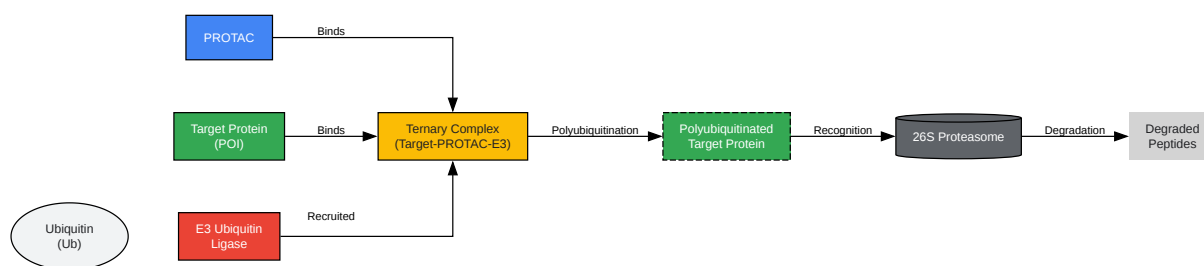 PROTAC
Binds
Target Protein
(POI)
Binds
Ternary Complex
(Target-PROTAC-E3)
Polyubiquitination
Polyubiquitinated
Target Protein
Recognition
26S Proteasome
Degradation
Degraded
Peptides
Ubiquitin
(Ub)
E3 Ubiquitin
Ligase
Recruited